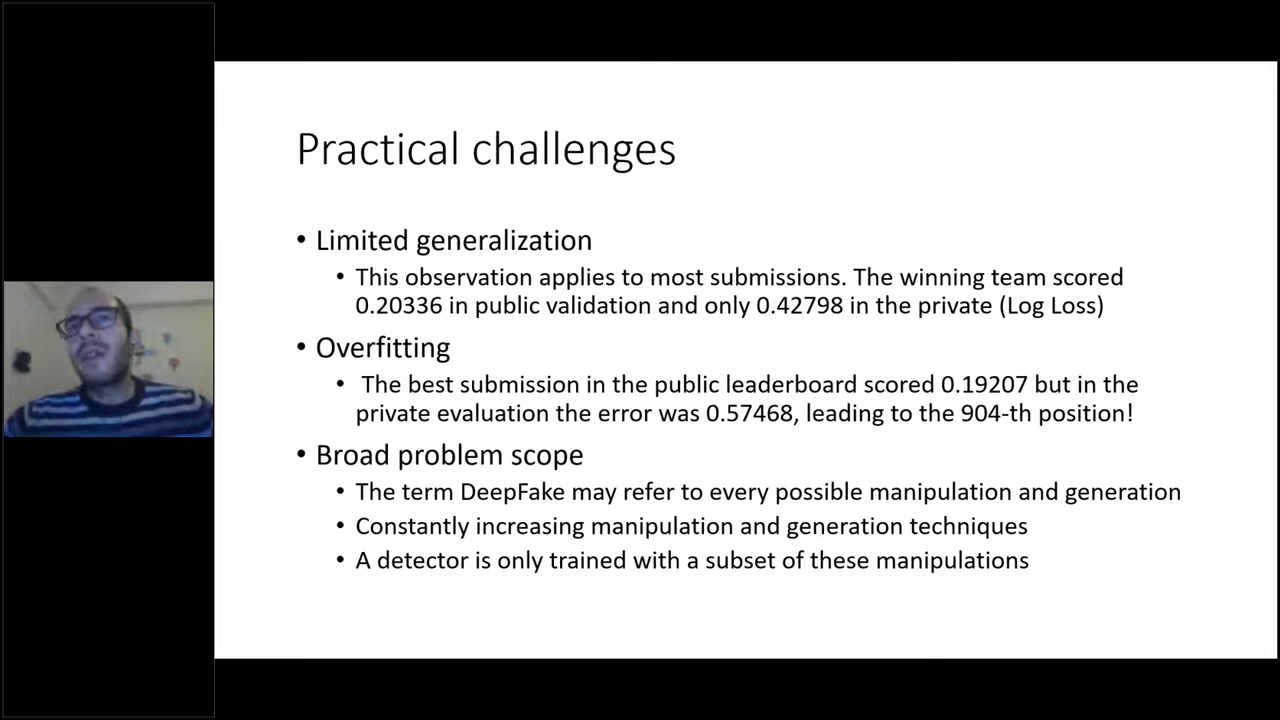 Practical challenges
• Limited generalization
• This observation applies to most submissions. The winning team scored
0.20336 in public validation and only 0.42798 in the private (Log Loss)
• Overfitting
• The best submission in the public leaderboard scored 0.19207 but in the
private evaluation the error was 0.57468, leading to the 904-th position!
• Broad problem scope
• The term DeepFake may refer to every possible manipulation and generation
• Constantly increasing manipulation and generation techniques
• A detector is only trained with a subset of these manipulations